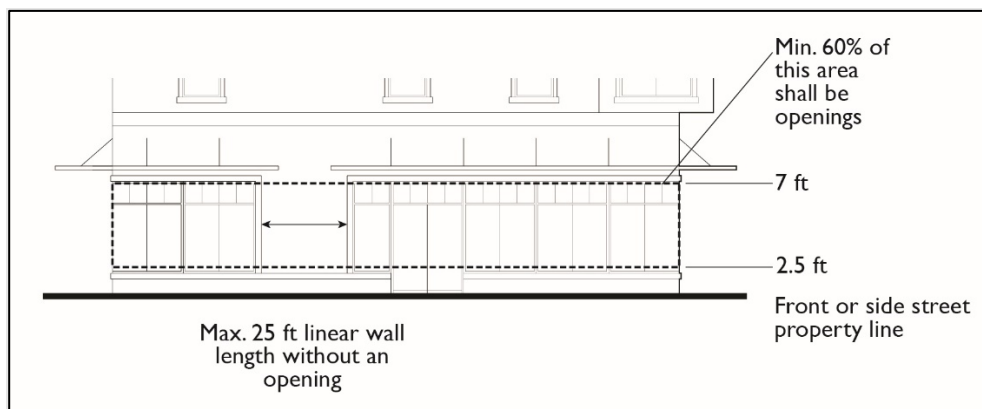 Min. 60% of
this area
shall be
openings
7 ft
2.5 ft
Front or side street
property line
Max. 25 ft linear wall
length without an
opening